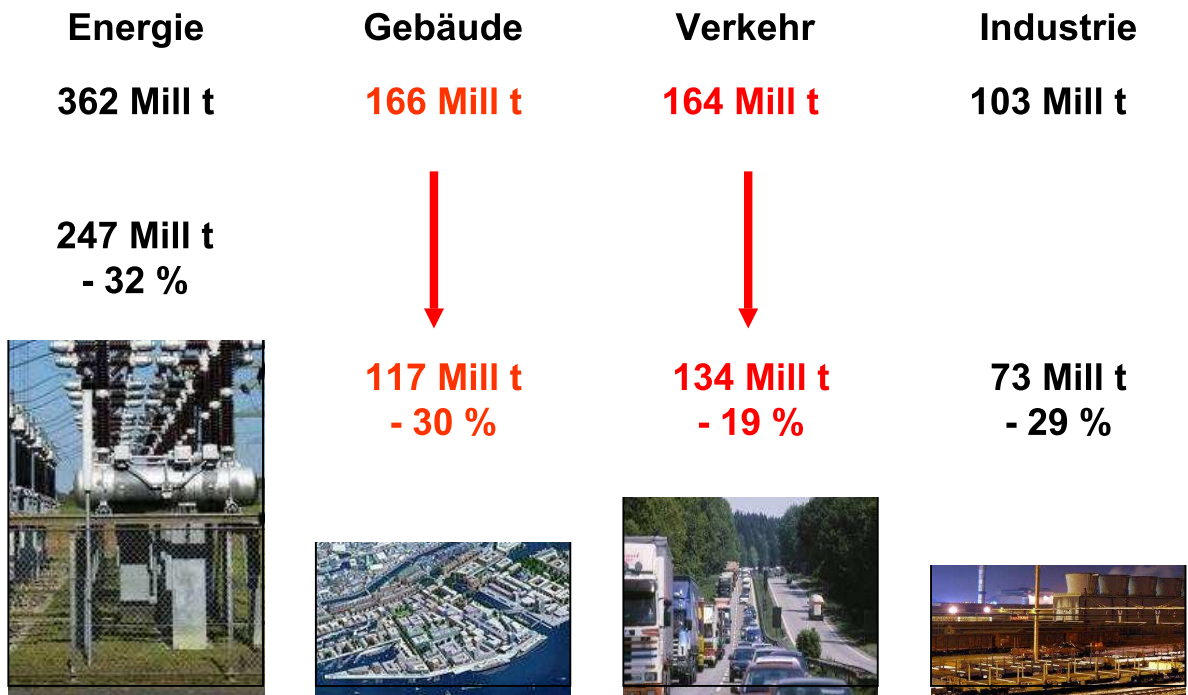 Energie
Gebäude
Verkehr
Industrie
362 Mill t
166 Mill t
164 Mill t
103 Mill t
247 Mill t
- 32 %
117 Mill t
- 30 %
134 Mill t
- 19 %
73 Mill t
- 29 %